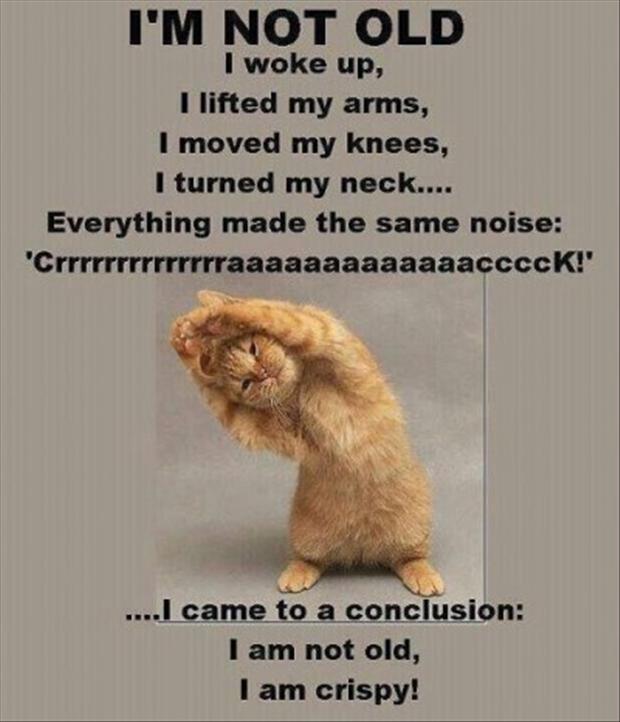 I'M NOT OLD
I woke up,
I lifted my arms,
I moved my knees,
I turned my neck....
Everything made the same noise:
'CrrrrrrrrrrrrrrraaaaaaaaaaaaaaccccK!'
....I came to a conclusion:
I am not old,
I am crispy!